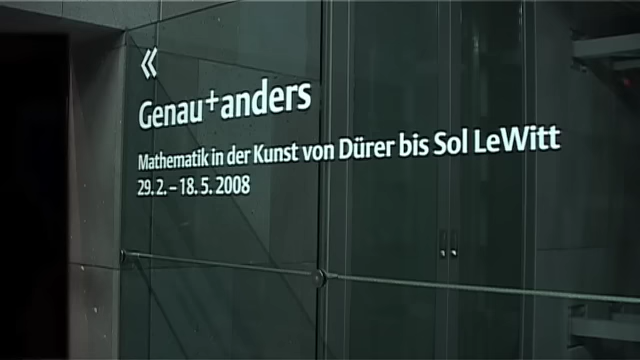 «
Genau+anders
Mathematik in der Kunst von Dürer bis Sol LeWitt
29. 2. – 18. 5. 2008